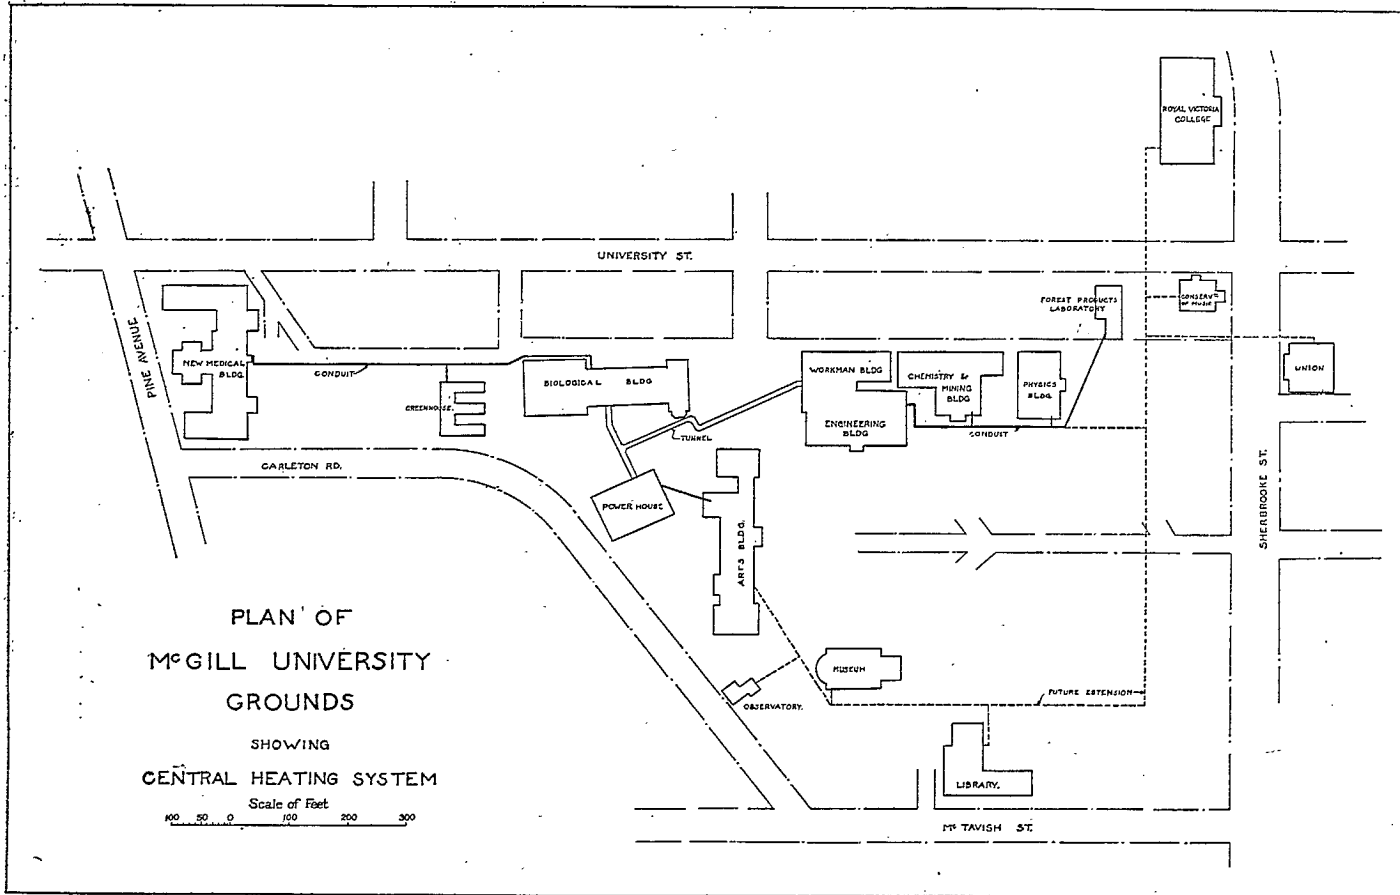 ROYAL VICTORIA
COLLEGE
UNIVERSITY ST.
FOREST PRODUCTS
LABORATORY
CONSERV^{TE}
OF MUSIC
PINE AVENUE
NEW MEDICAL
BLDG
CONDUIT
GREENHOUSE.
BIOLOGICAL BLDG
WORKMAN BLDG
CHEMISTRY &
MINING
BLDG
PHYSICS
BLDG
UNION
ENGINEERING
BLDG
CONDUIT
TUNNEL
CARLETON RD.
POWER HOUSE
ARTS BLDG.
SHERBROOKE ST.
PLAN OF
McGILL UNIVERSITY
GROUNDS
SHOWING
CENTRAL HEATING SYSTEM
Scale of Feet
100 50 0 100 200 300
MUSEUM
OBSERVATORY.
FUTURE EXTENSION
LIBRARY.
Mc TAVISH ST.